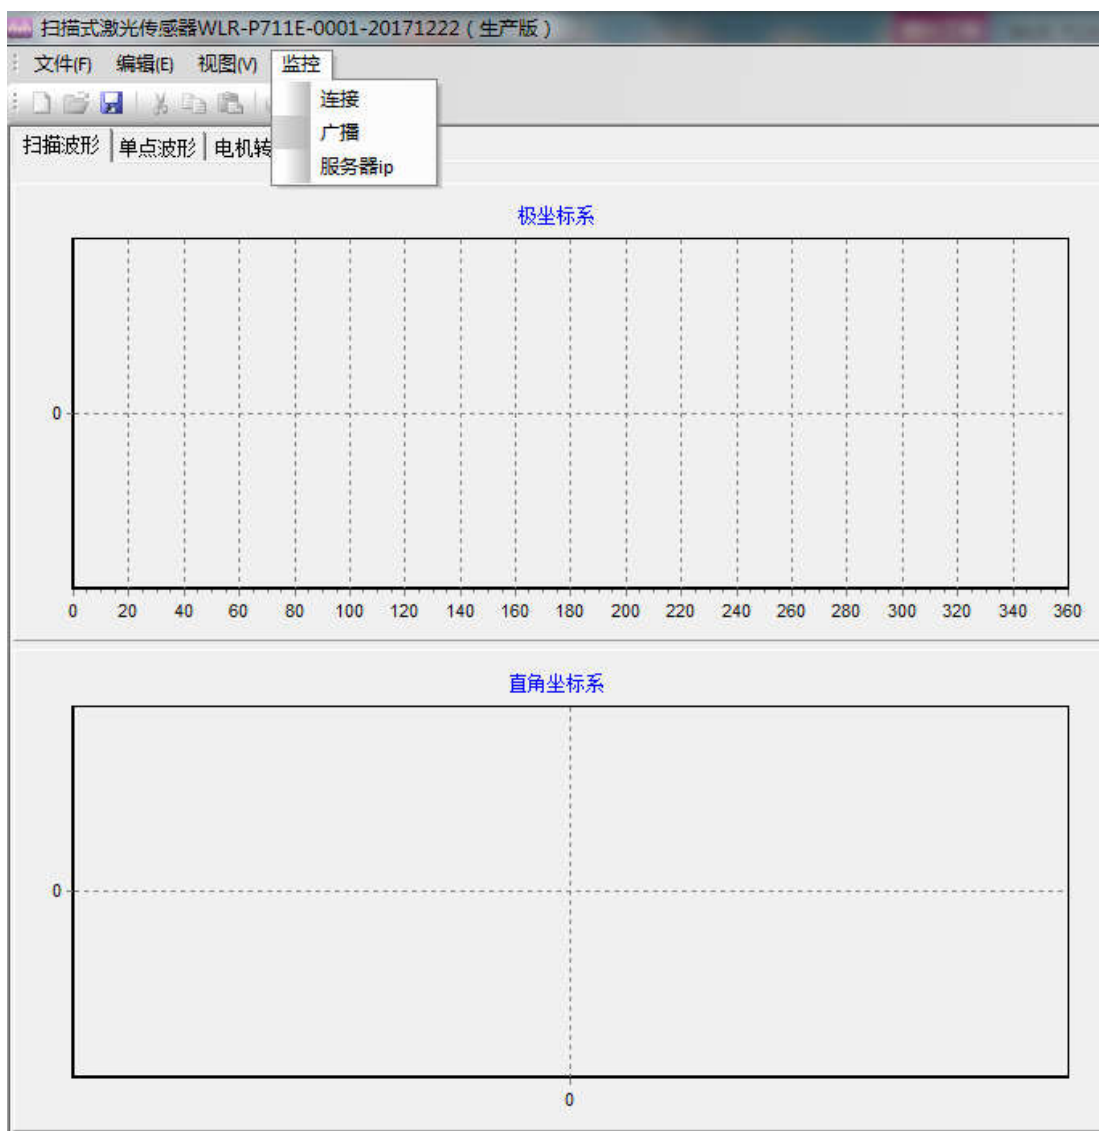 扫描式激光传感器WLR-P711E-0001-20171222（生产版）
文件(F) 编辑(E) 视图(V) 监控
连接
广播
服务器ip
扫描波形 单点波形 电机转
极坐标系
0
0 20 40 60 80 100 120 140 160 180 200 220 240 260 280 300 320 340 360
直角坐标系
0
0